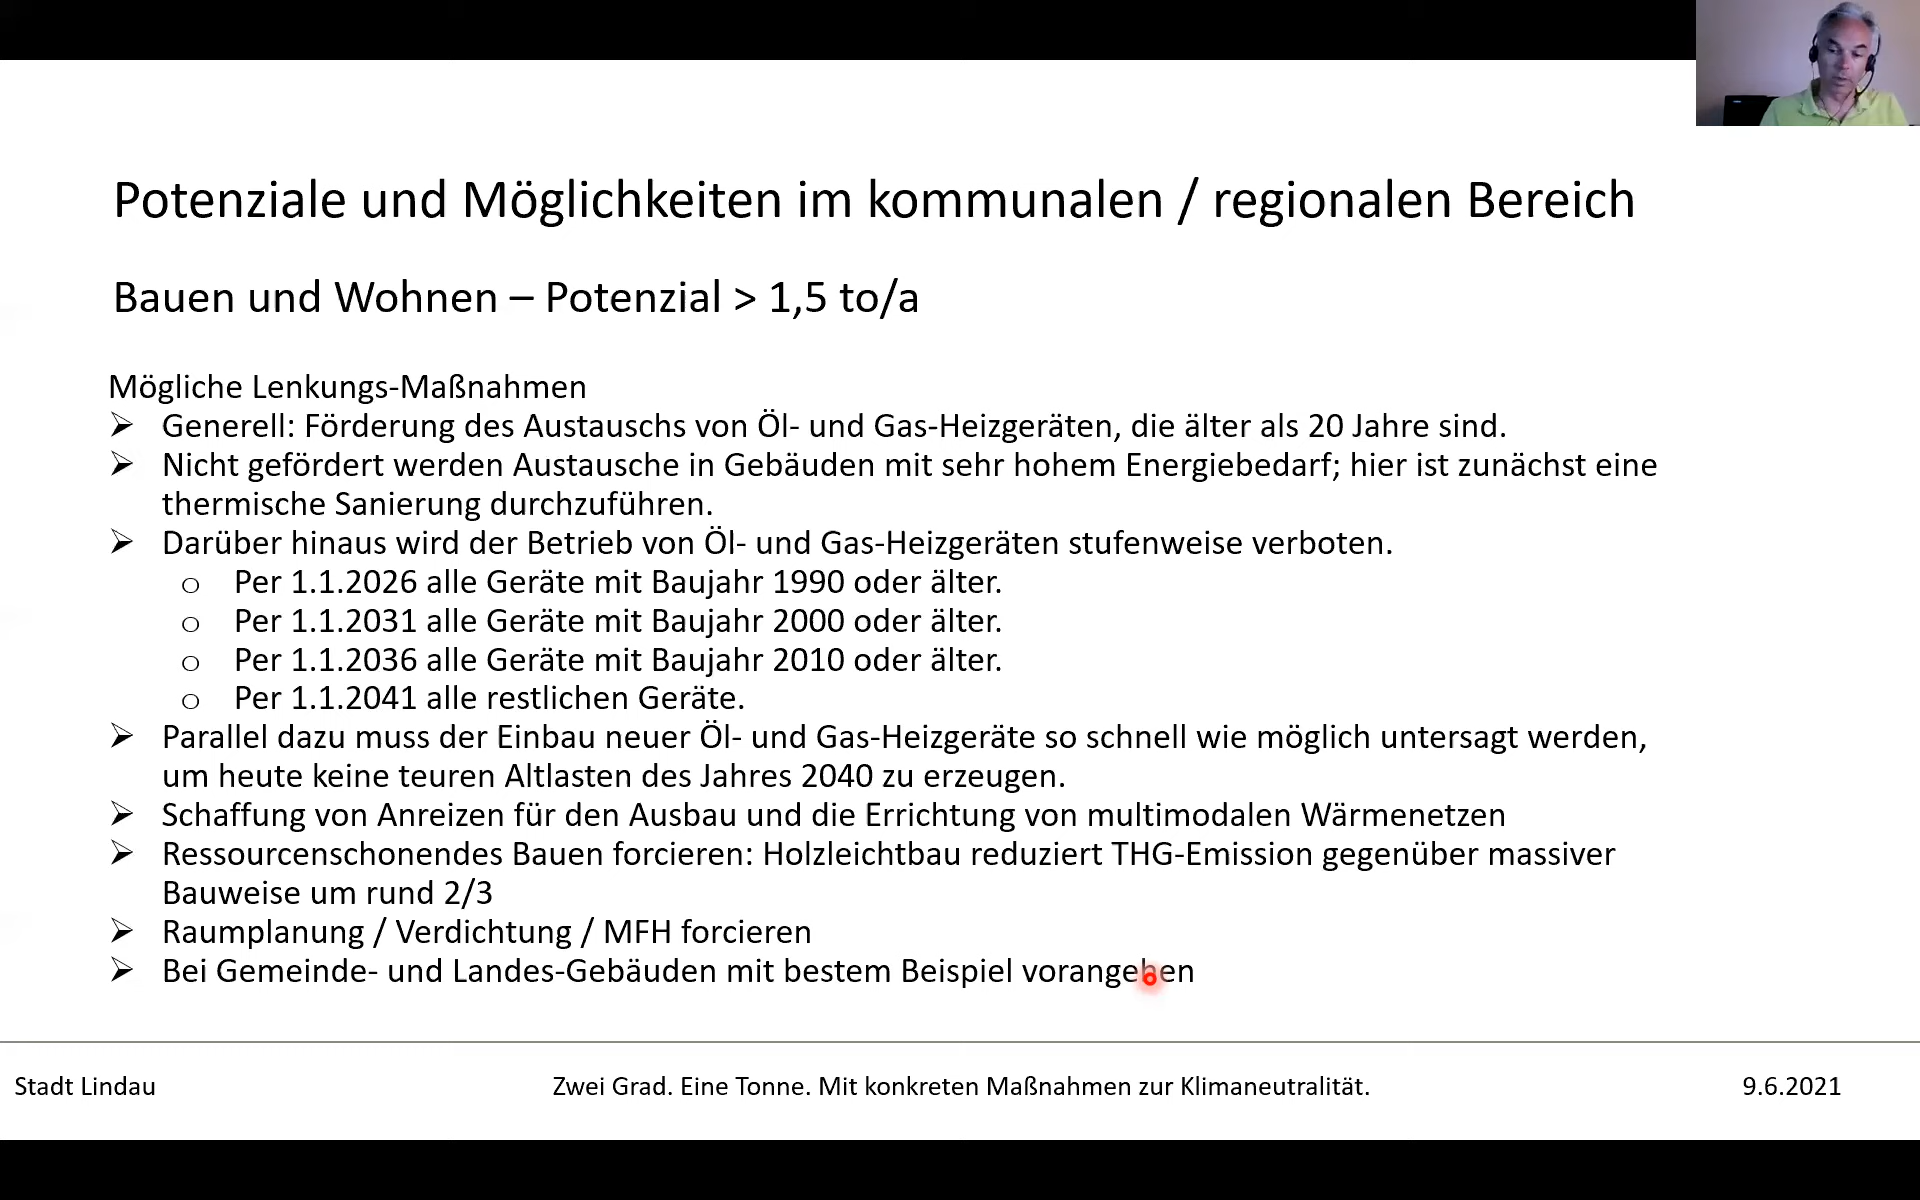 Potenziale und Möglichkeiten im kommunalen / regionalen Bereich
Bauen und Wohnen – Potenzial > 1,5 to/a
Mögliche Lenkungs-Maßnahmen
➢ Generell: Förderung des Austauschs von Öl- und Gas-Heizgeräten, die älter als 20 Jahre sind.
➢ Nicht gefördert werden Austausche in Gebäuden mit sehr hohem Energiebedarf; hier ist zunächst eine
thermische Sanierung durchzuführen.
➢ Darüber hinaus wird der Betrieb von Öl- und Gas-Heizgeräten stufenweise verboten.
o Per 1.1.2026 alle Geräte mit Baujahr 1990 oder älter.
o Per 1.1.2031 alle Geräte mit Baujahr 2000 oder älter.
o Per 1.1.2036 alle Geräte mit Baujahr 2010 oder älter.
o Per 1.1.2041 alle restlichen Geräte.
➢ Parallel dazu muss der Einbau neuer Öl- und Gas-Heizgeräte so schnell wie möglich untersagt werden,
um heute keine teuren Altlasten des Jahres 2040 zu erzeugen.
➢ Schaffung von Anreizen für den Ausbau und die Errichtung von multimodalen Wärmenetzen
➢ Ressourcenschonendes Bauen forcieren: Holzleichtbau reduziert THG-Emission gegenüber massiver
Bauweise um rund 2/3
➢ Raumplanung / Verdichtung / MFH forcieren
➢ Bei Gemeinde- und Landes-Gebäuden mit bestem Beispiel vorangehen
Stadt Lindau
Zwei Grad. Eine Tonne. Mit konkreten Maßnahmen zur Klimaneutralität.
9.6.2021